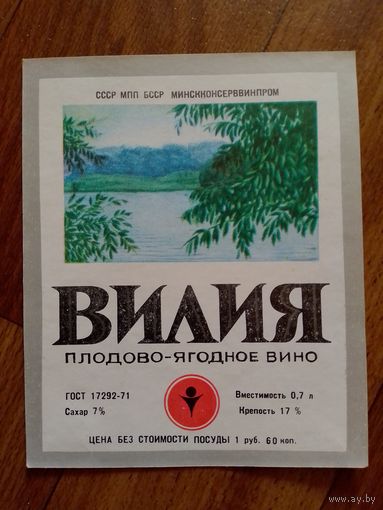 СССР МПП БССР МИНСККОНСЕРВВИНПРОМ
ВИЛИЯ
ПЛОДОВО-ЯГОДНОЕ ВИНО
ГОСТ 17292-71
Сахар 7%
Вместимость 0,7 л
Крепость 17 %
ЦЕНА БЕЗ СТОИМОСТИ ПОСУДЫ 1 руб. 60 коп.
www.ay.by